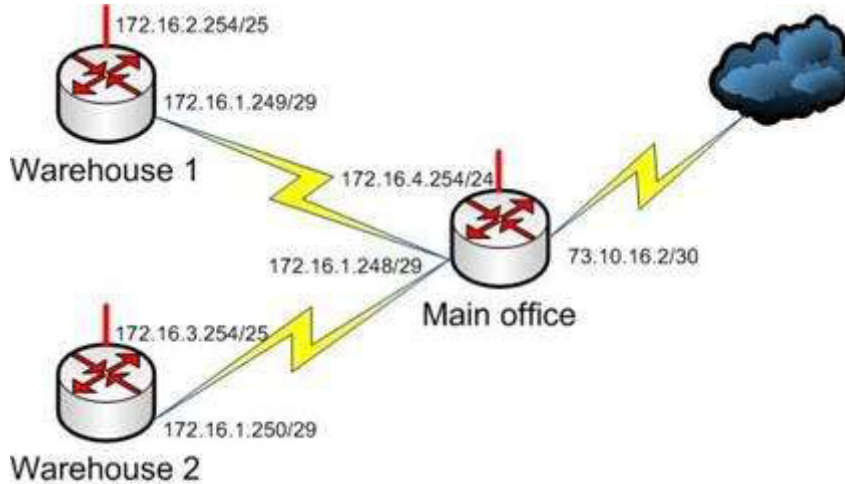 172.16.2.254/25
172.16.1.249/29
Warehouse 1
172.16.4.254/24
172.16.1.248/29
73.10.16.2/30
Main office
172.16.3.254/25
172.16.1.250/29
Warehouse 2